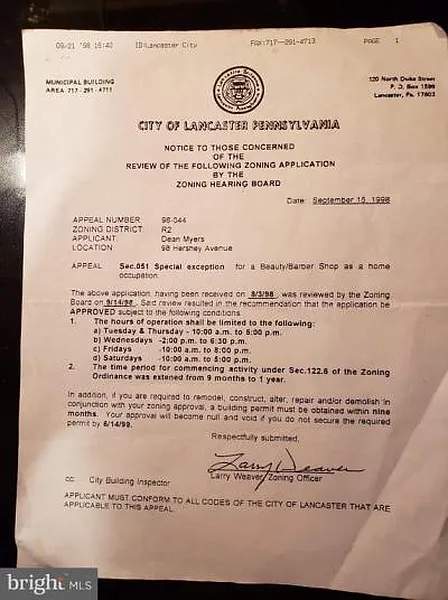 09/21 '98 15:40 ID:Lancaster City FAX:717--291-4713 PAGE 1
MUNICIPAL BUILDING
AREA 717 - 291 - 4711
120 North Duke Street
P. O. Box 1599
Lancaster, Pa. 17603
CITY OF LANCASTER PENNSYLVANIA
NOTICE TO THOSE CONCERNED
OF THE
REVIEW OF THE FOLLOWING ZONING APPLICATION
BY THE
ZONING HEARING BOARD
Date: September 15, 1998
APPEAL NUMBER: 98-044
ZONING DISTRICT: R2
APPLICANT: Dean Myers
LOCATION: 98 Hershey Avenue
APPEAL Sec.051 Special exception for a Beauty/Barber Shop as a home
occupation.
The above application, having been received on 8/3/98, was reviewed by the Zoning
Board on 9/14/98. Said review resulted in the recommendation that the application be
APPROVED subject to the following conditions
1. The hours of operation shall be limited to the following:
a) Tuesday & Thursday - 10:00 a.m. to 5:00 p.m.
b) Wednesdays -2:00 p.m. to 6:30 p.m.
c) Fridays -10:00 a.m. to 8:00 p.m.
d) Saturdays -10:00 a.m. to 5:00 p.m.
2. The time period for commencing activity under Sec.122.6 of the Zoning
Ordinance was extened from 9 months to 1 year.
In addition, if you are required to remodel, construct, alter, repair and/or demolish in
conjunction with your zoning approval, a building permit must be obtained within nine
months. Your approval will become null and void if you do not secure the required
permit by 6/14/99.
Respectfully submitted,
Larry Weaver
Larry Weaver, Zoning Officer
cc: City Building Inspector
APPLICANT MUST CONFORM TO ALL CODES OF THE CITY OF LANCASTER THAT ARE
APPLICABLE TO THIS APPEAL.
bright MLS